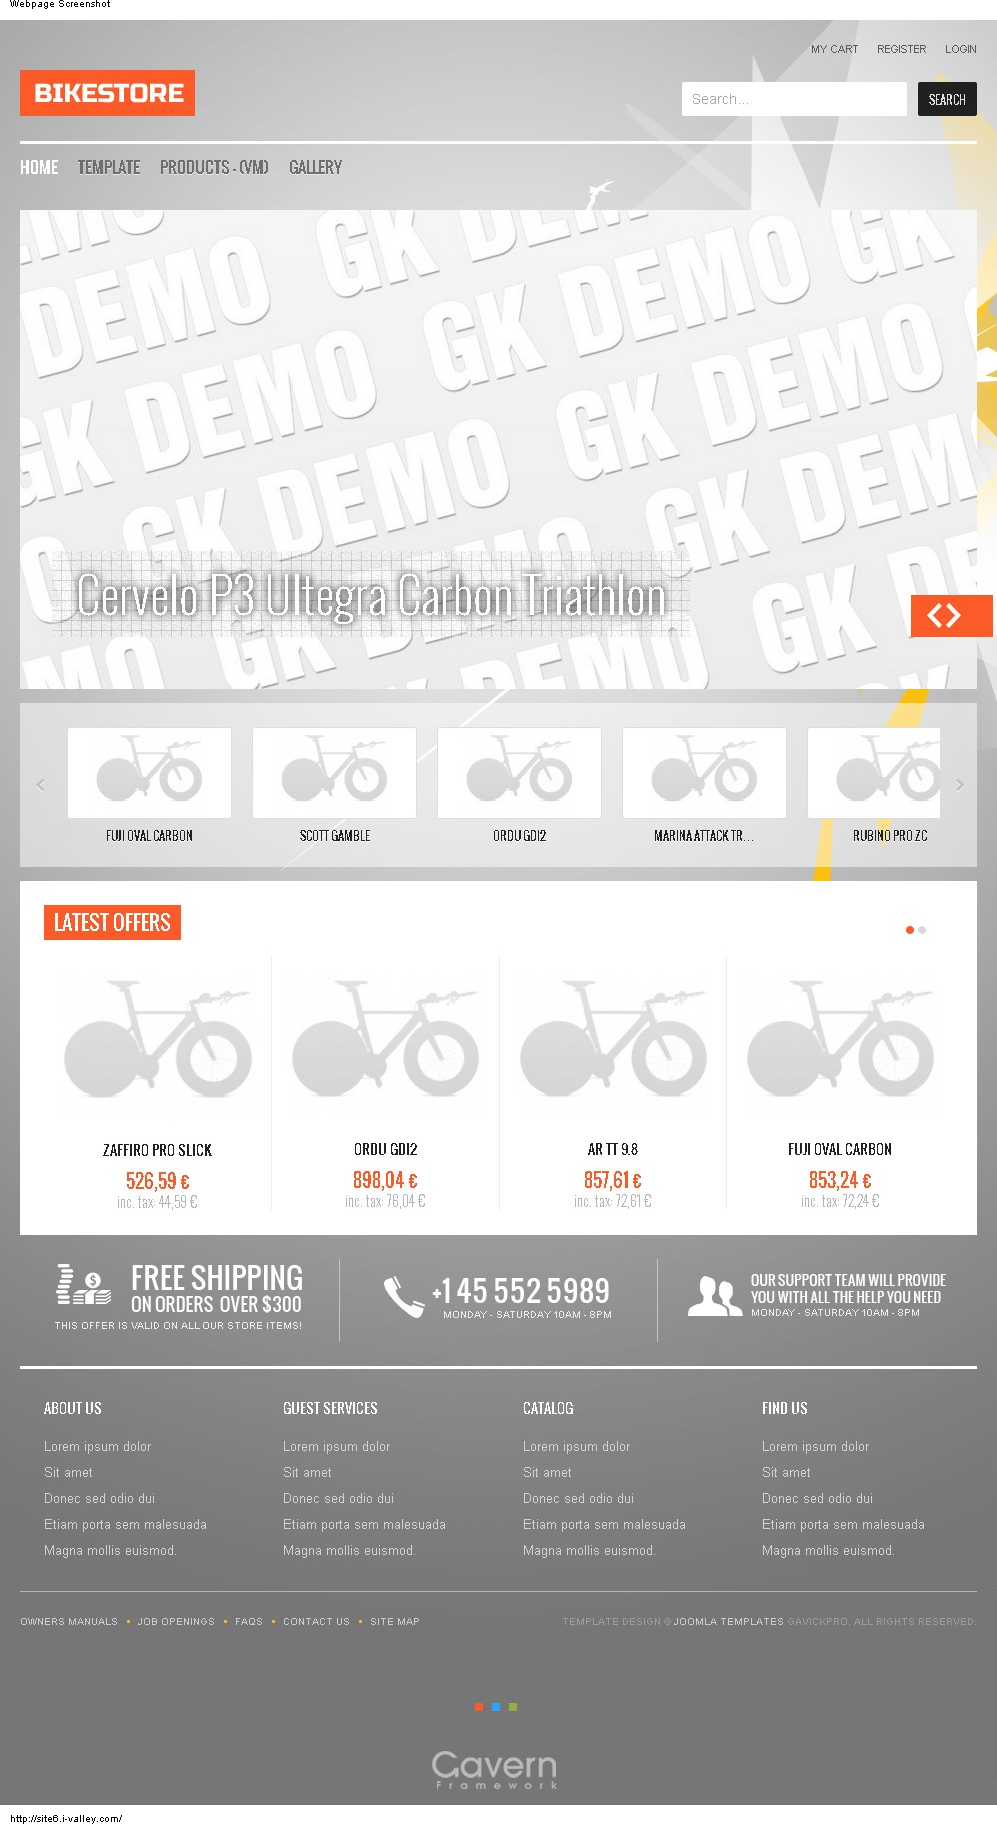 Webpage Screenshot
MY CART REGISTER LOGIN
BIKESTORE
Search...
SEARCH
HOME TEMPLATE PRODUCTS - (VM) GALLERY
GK DEMO GK DEMO GK DEMO GK
Cervelo P3 Ultegra Carbon Triathlon
FUJI OVAL CARBON
SCOTT GAMBLE
ORDU GDI2
MARINA ATTACK TR...
RUBINO PRO ZC
LATEST OFFERS
ZAFFIRO PRO SLICK
526,59 €
inc. tax: 44,59 €
ORDU GDI2
898,04 €
inc. tax: 76,04 €
AR TT 9.8
857,61 €
inc. tax: 72,61 €
FUJI OVAL CARBON
853,24 €
inc. tax: 72,24 €
FREE SHIPPING
ON ORDERS OVER $300
THIS OFFER IS VALID ON ALL OUR STORE ITEMS!
+1 45 552 5989
MONDAY - SATURDAY 10AM - 8PM
OUR SUPPORT TEAM WILL PROVIDE
YOU WITH ALL THE HELP YOU NEED
MONDAY - SATURDAY 10AM - 8PM
ABOUT US
Lorem ipsum dolor
Sit amet
Donec sed odio dui
Etiam porta sem malesuada
Magna mollis euismod.
GUEST SERVICES
Lorem ipsum dolor
Sit amet
Donec sed odio dui
Etiam porta sem malesuada
Magna mollis euismod.
CATALOG
Lorem ipsum dolor
Sit amet
Donec sed odio dui
Etiam porta sem malesuada
Magna mollis euismod.
FIND US
Lorem ipsum dolor
Sit amet
Donec sed odio dui
Etiam porta sem malesuada
Magna mollis euismod.
OWNERS MANUALS • JOB OPENINGS • FAQS • CONTACT US • SITE MAP
TEMPLATE DESIGN © JOOMLA TEMPLATES GAVICKPRO. ALL RIGHTS RESERVED.
Gavern
Framework
http://site6.i-valley.com/